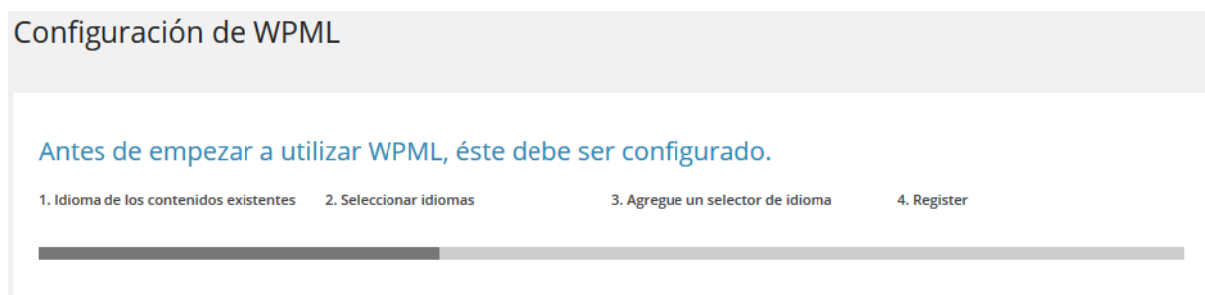 Configuración de WPML
Antes de empezar a utilizar WPML, éste debe ser configurado.
1. Idioma de los contenidos existentes 2. Seleccionar idiomas 3. Agregue un selector de idioma 4. Register